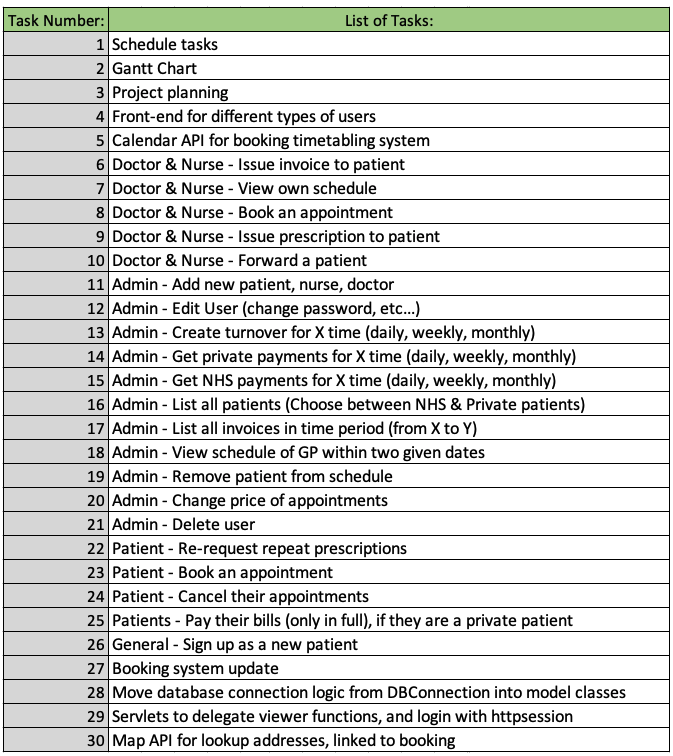 Task Number: List of Tasks:
1 Schedule tasks
2 Gantt Chart
3 Project planning
4 Front-end for different types of users
5 Calendar API for booking timetabling system
6 Doctor & Nurse - Issue invoice to patient
7 Doctor & Nurse - View own schedule
8 Doctor & Nurse - Book an appointment
9 Doctor & Nurse - Issue prescription to patient
10 Doctor & Nurse - Forward a patient
11 Admin - Add new patient, nurse, doctor
12 Admin - Edit User (change password, etc...)
13 Admin - Create turnover for X time (daily, weekly, monthly)
14 Admin - Get private payments for X time (daily, weekly, monthly)
15 Admin - Get NHS payments for X time (daily, weekly, monthly)
16 Admin - List all patients (Choose between NHS & Private patients)
17 Admin - List all invoices in time period (from X to Y)
18 Admin - View schedule of GP within two given dates
19 Admin - Remove patient from schedule
20 Admin - Change price of appointments
21 Admin - Delete user
22 Patient - Re-request repeat prescriptions
23 Patient - Book an appointment
24 Patient - Cancel their appointments
25 Patients - Pay their bills (only in full), if they are a private patient
26 General - Sign up as a new patient
27 Booking system update
28 Move database connection logic from DBConnection into model classes
29 Servlets to delegate viewer functions, and login with httpsession
30 Map API for lookup addresses, linked to booking